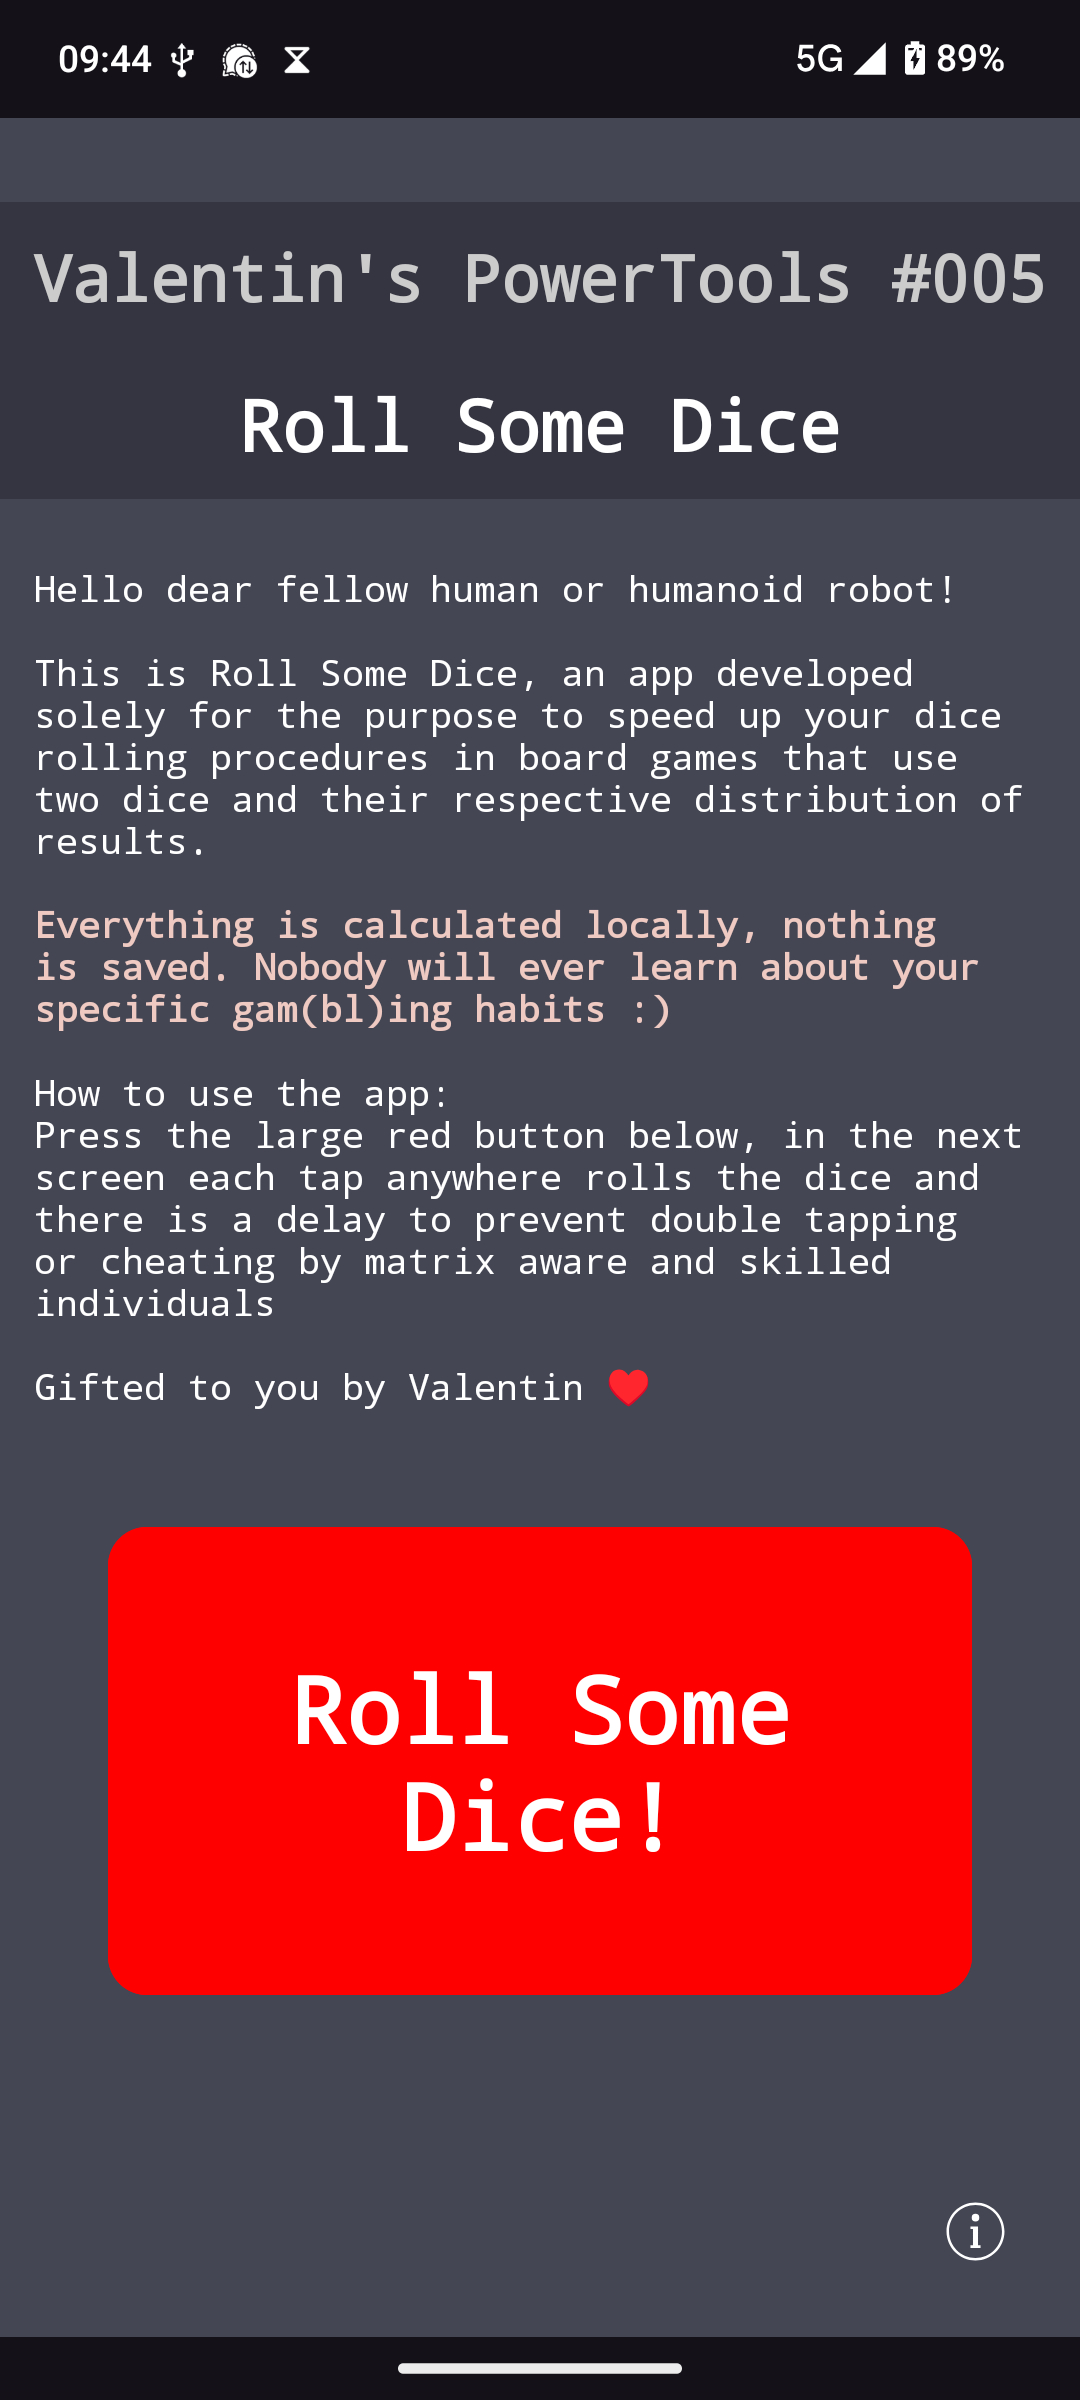 09:44 5G 89%
Valentin's PowerTools #005
Roll Some Dice
Hello dear fellow human or humanoid robot!
This is Roll Some Dice, an app developed
solely for the purpose to speed up your dice
rolling procedures in board games that use
two dice and their respective distribution of
results.
Everything is calculated locally, nothing
is saved. Nobody will ever learn about your
specific gam(bl)ing habits :)
How to use the app:
Press the large red button below, in the next
screen each tap anywhere rolls the dice and
there is a delay to prevent double tapping
or cheating by matrix aware and skilled
individuals
Gifted to you by Valentin ❤️
Roll Some
Dice!
i